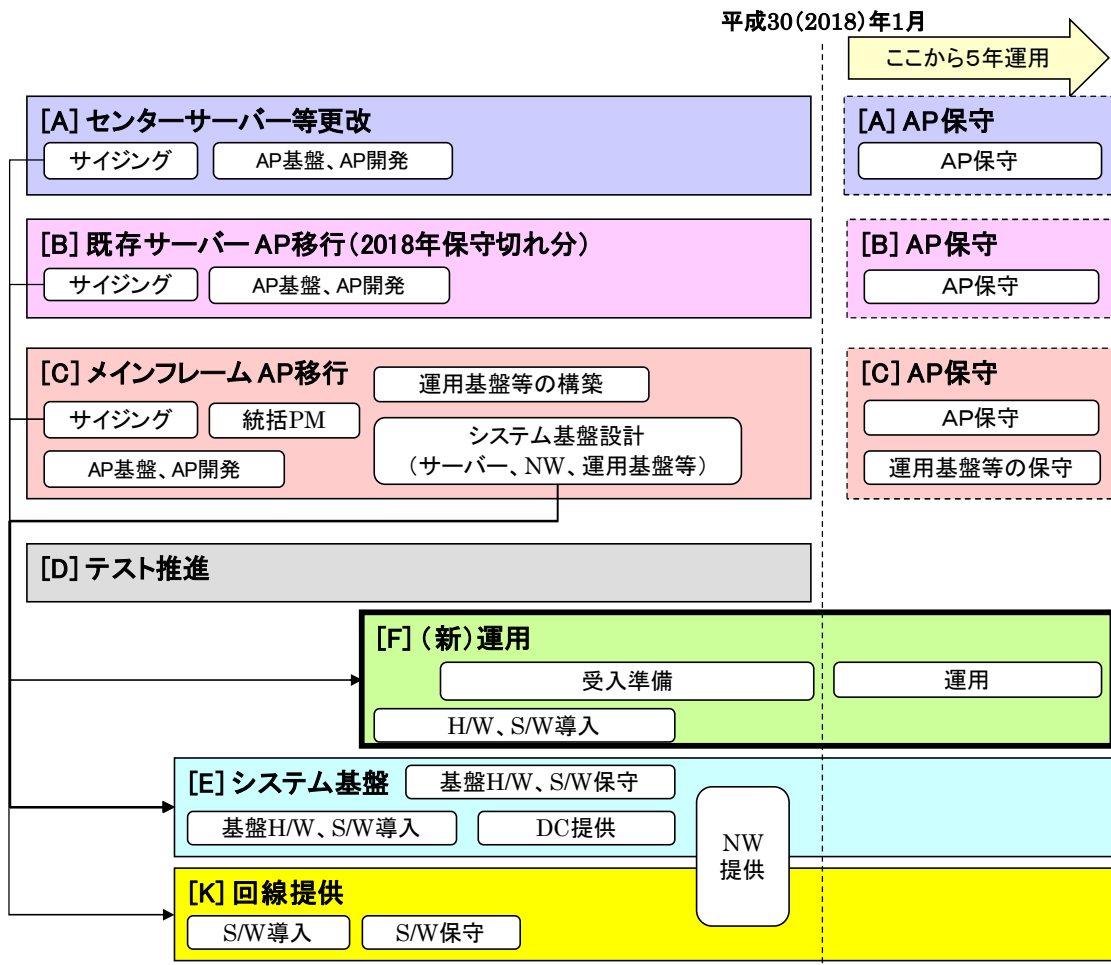 平成30(2018)年1月
ここから5年運用
[A] センターサーバー等更改
サイジング
AP基盤、AP開発
[A] AP保守
AP保守
[B] 既存サーバー AP移行(2018年保守切れ分)
サイジング
AP基盤、AP開発
[B] AP保守
AP保守
[C] メインフレーム AP移行
運用基盤等の構築
サイジング
統括PM
システム基盤設計
(サーバー、NW、運用基盤等)
AP基盤、AP開発
[C] AP保守
AP保守
運用基盤等の保守
[D] テスト推進
[F] (新)運用
受入準備
運用
H/W、S/W導入
[E] システム基盤
基盤H/W、S/W保守
基盤H/W、S/W導入
DC提供
NW
提供
[K] 回線提供
S/W導入
S/W保守